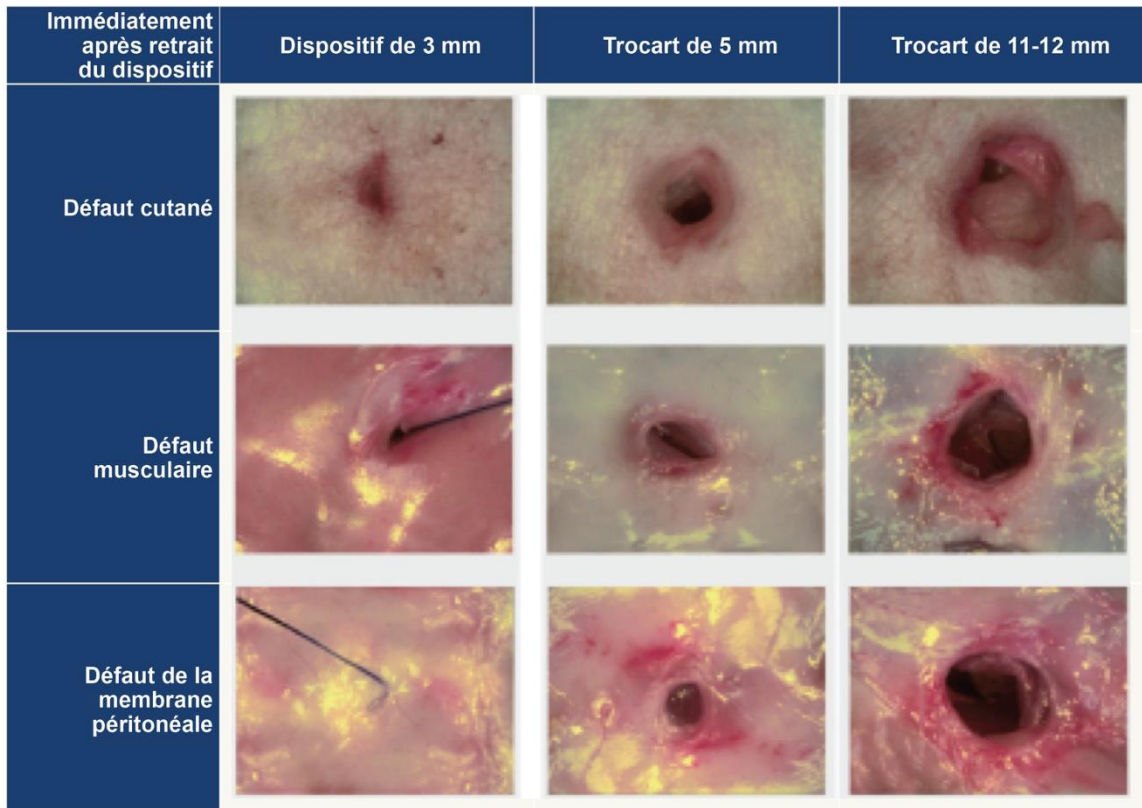 Immédiatement
après retrait
du dispositif
Dispositif de 3 mm
Trocart de 5 mm
Trocart de 11-12 mm
Défaut cutané
Défaut
musculaire
Défaut de la
membrane
péritonéale